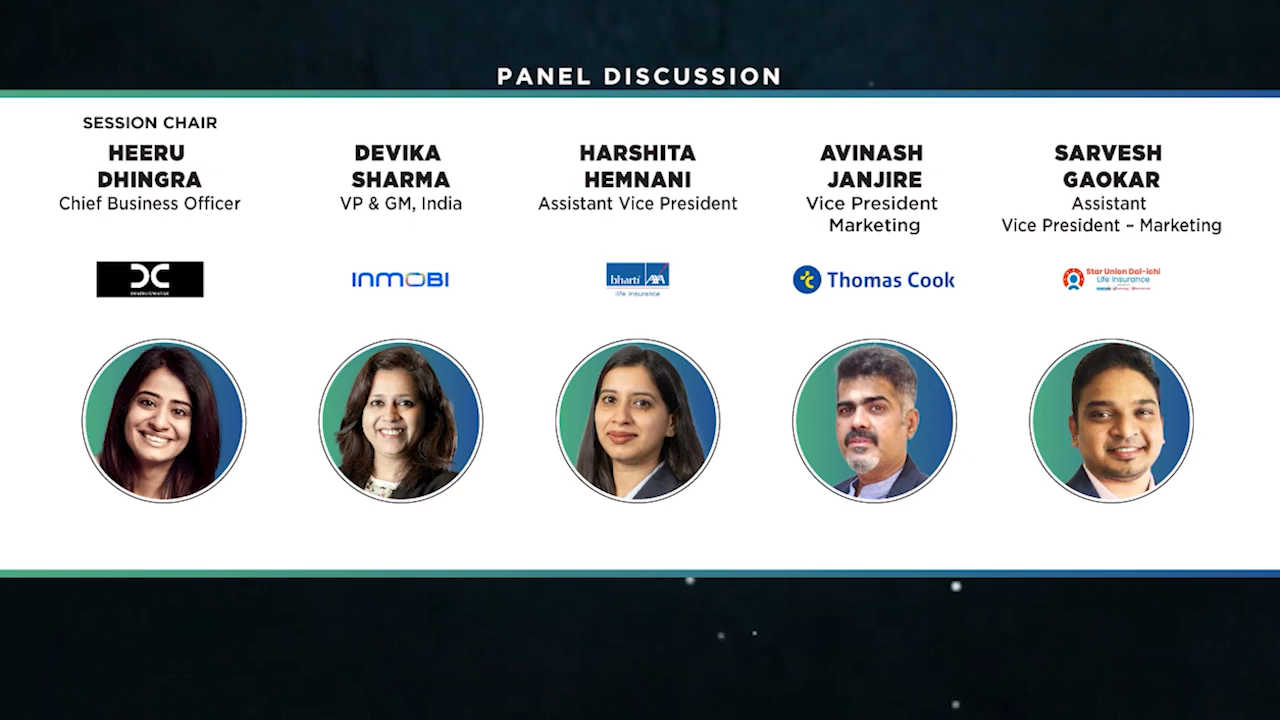 PANEL DISCUSSION
SESSION CHAIR
HEERU
DHINGRA
Chief Business Officer
DEVIKA
SHARMA
VP & GM, India
INMOBI
HARSHITA
HEMNANI
Assistant Vice President
bharti AXA
life insurance
AVINASH
JANJIRE
Vice President
Marketing
Thomas Cook
SARVESH
GAOKAR
Assistant
Vice President – Marketing
Star Union Dai-ichi
Life Insurance